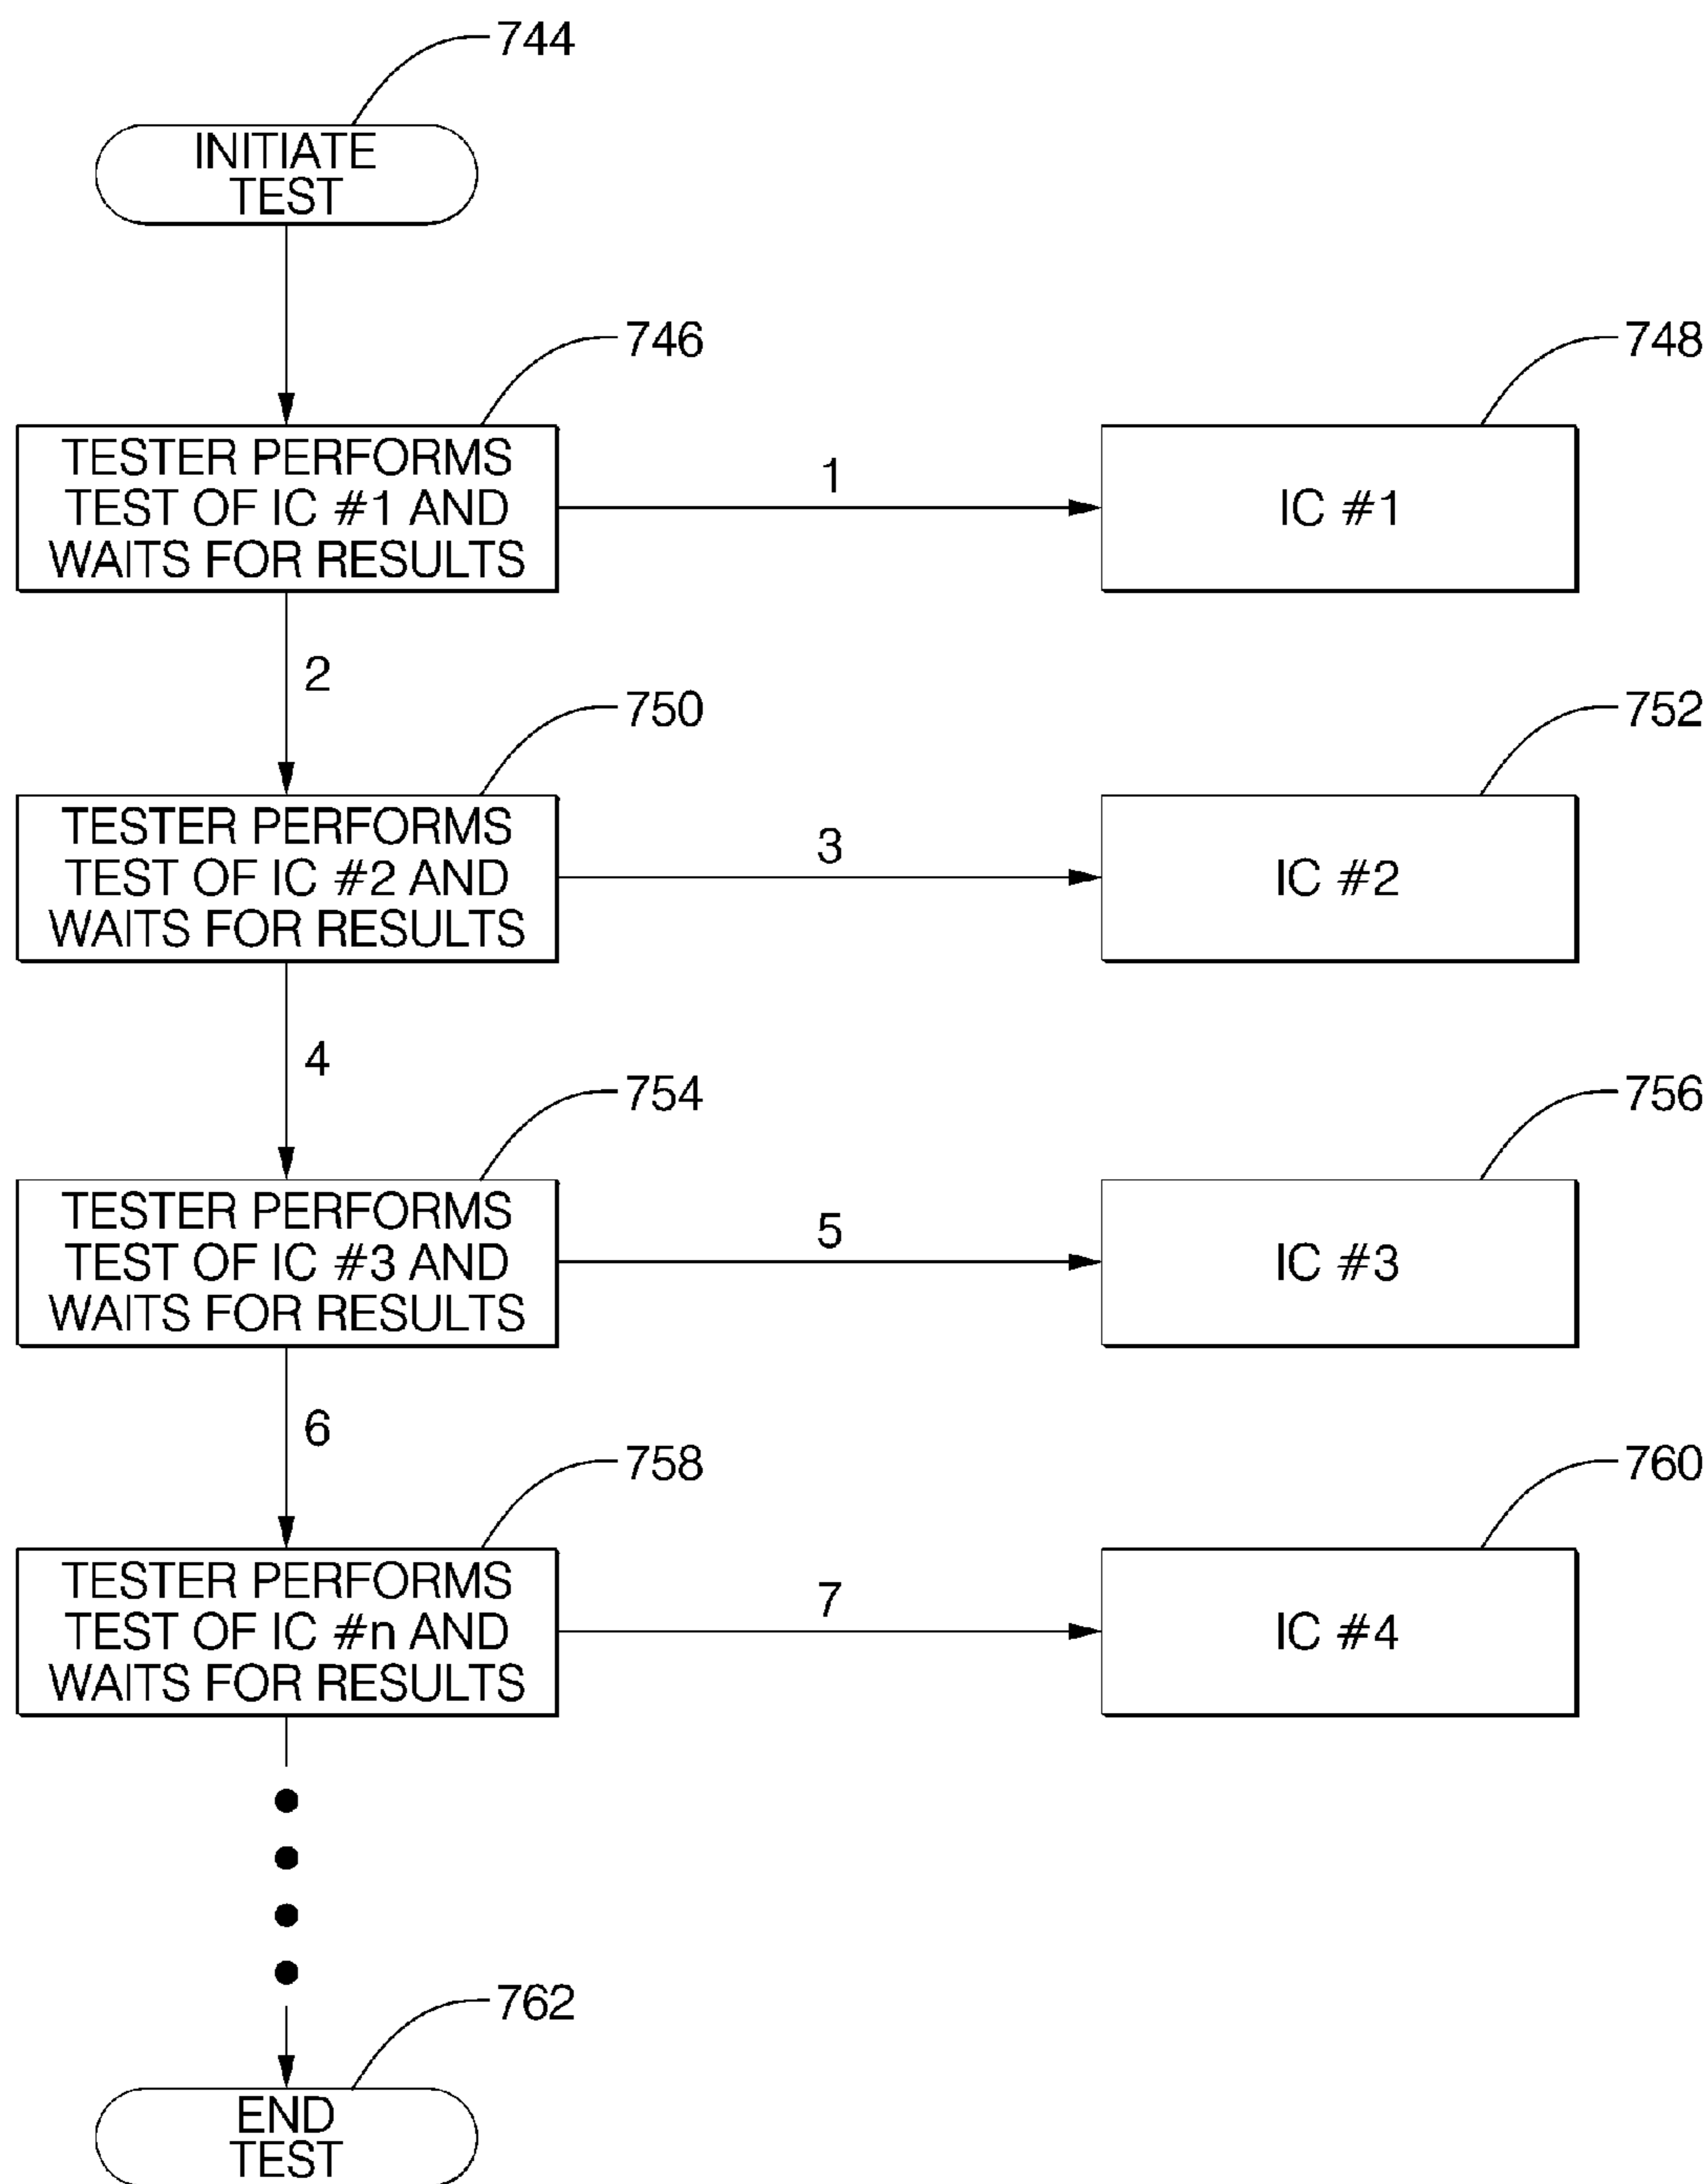 744
INITIATE
TEST
746
748
TESTER PERFORMS
TEST OF IC #1 AND
WAITS FOR RESULTS
1
IC #1
2
750
752
TESTER PERFORMS
TEST OF IC #2 AND
WAITS FOR RESULTS
3
IC #2
4
754
756
TESTER PERFORMS
TEST OF IC #3 AND
WAITS FOR RESULTS
5
IC #3
6
758
760
TESTER PERFORMS
TEST OF IC #n AND
WAITS FOR RESULTS
7
IC #4
762
END
TEST